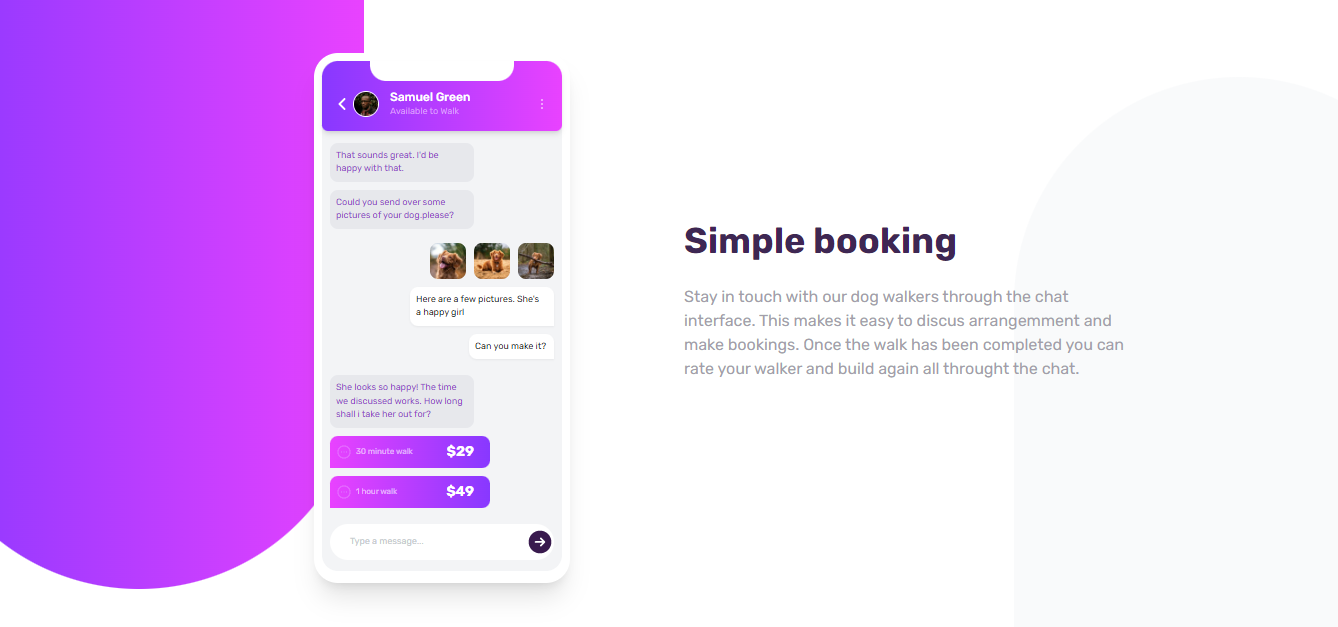 Samuel Green
Available to Walk
That sounds great. I'd be
happy with that.
Could you send over some
pictures of your dog.please?
Here are a few pictures. She's
a happy girl
Can you make it?
She looks so happy! The time
we discussed works. How long
shall i take her out for?
30 minute walk $29
1 hour walk $49
Type a message...
Simple booking
Stay in touch with our dog walkers through the chat
interface. This makes it easy to discus arrangemment and
make bookings. Once the walk has been completed you can
rate your walker and build again all throught the chat.